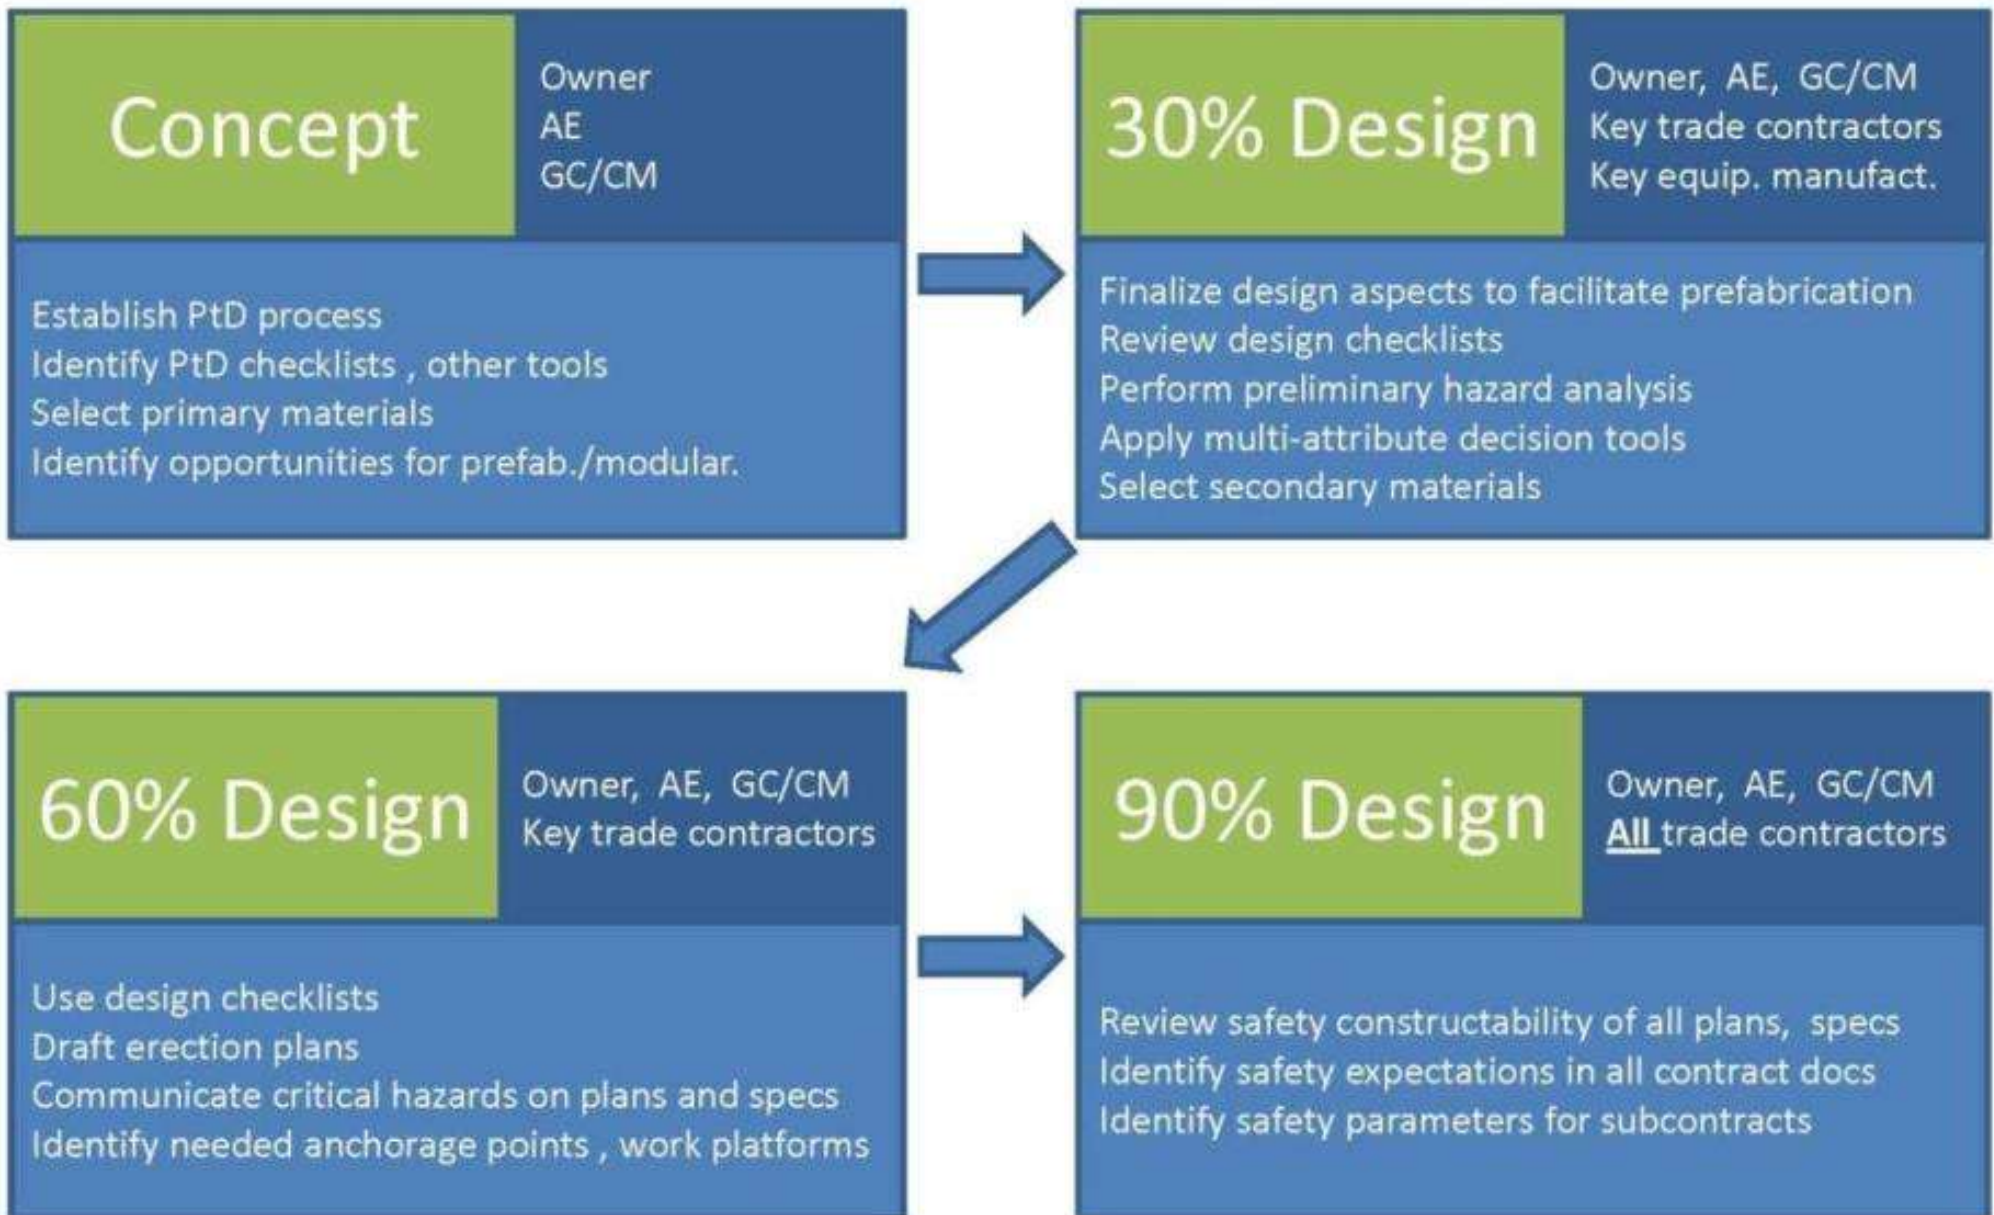 Concept
Owner
AE
GC/CM
Establish PtD process
Identify PtD checklists , other tools
Select primary materials
Identify opportunities for prefab./modular.
30% Design
Owner, AE, GC/CM
Key trade contractors
Key equip. manufact.
Finalize design aspects to facilitate prefabrication
Review design checklists
Perform preliminary hazard analysis
Apply multi-attribute decision tools
Select secondary materials
60% Design
Owner, AE, GC/CM
Key trade contractors
Use design checklists
Draft erection plans
Communicate critical hazards on plans and specs
Identify needed anchorage points , work platforms
90% Design
Owner, AE, GC/CM
All trade contractors
Review safety constructability of all plans, specs
Identify safety expectations in all contract docs
Identify safety parameters for subcontracts